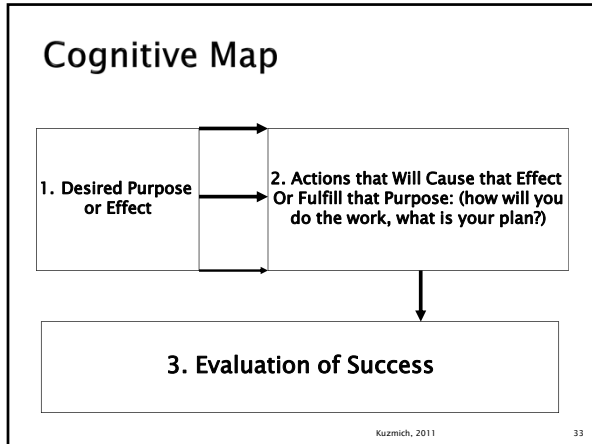 Cognitive Map
1. Desired Purpose
or Effect
2. Actions that Will Cause that Effect
Or Fulfill that Purpose: (how will you
do the work, what is your plan?)
3. Evaluation of Success
Kuzmich, 2011
33